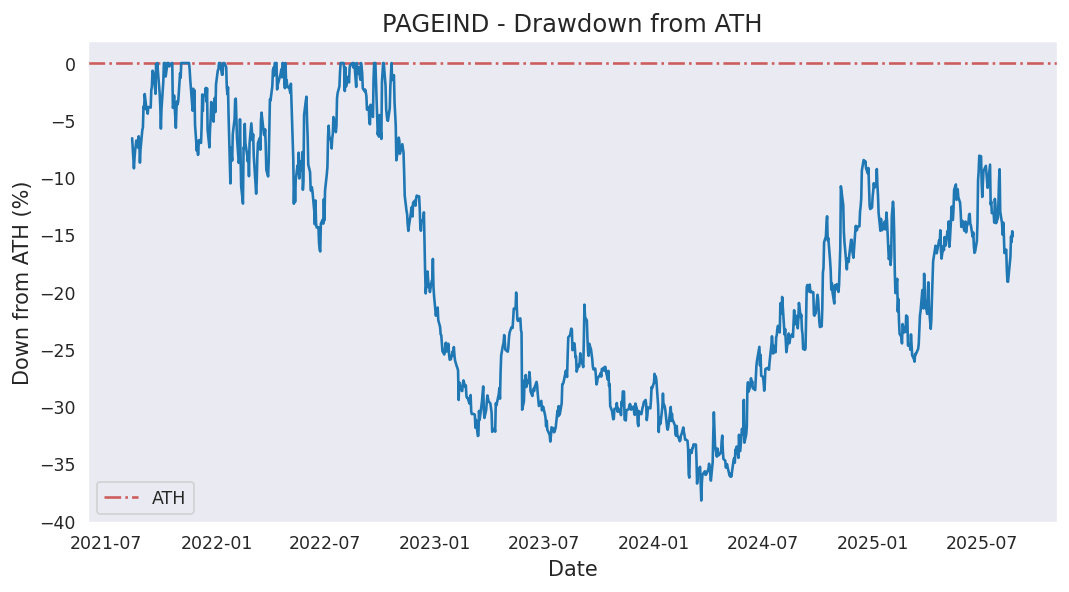 PAGEIND - Drawdown from ATH
Down from ATH (%)
0
−5
−10
−15
−20
−25
−30
−35
−40
ATH
2021-07 2022-01 2022-07 2023-01 2023-07 2024-01 2024-07 2025-01 2025-07
Date